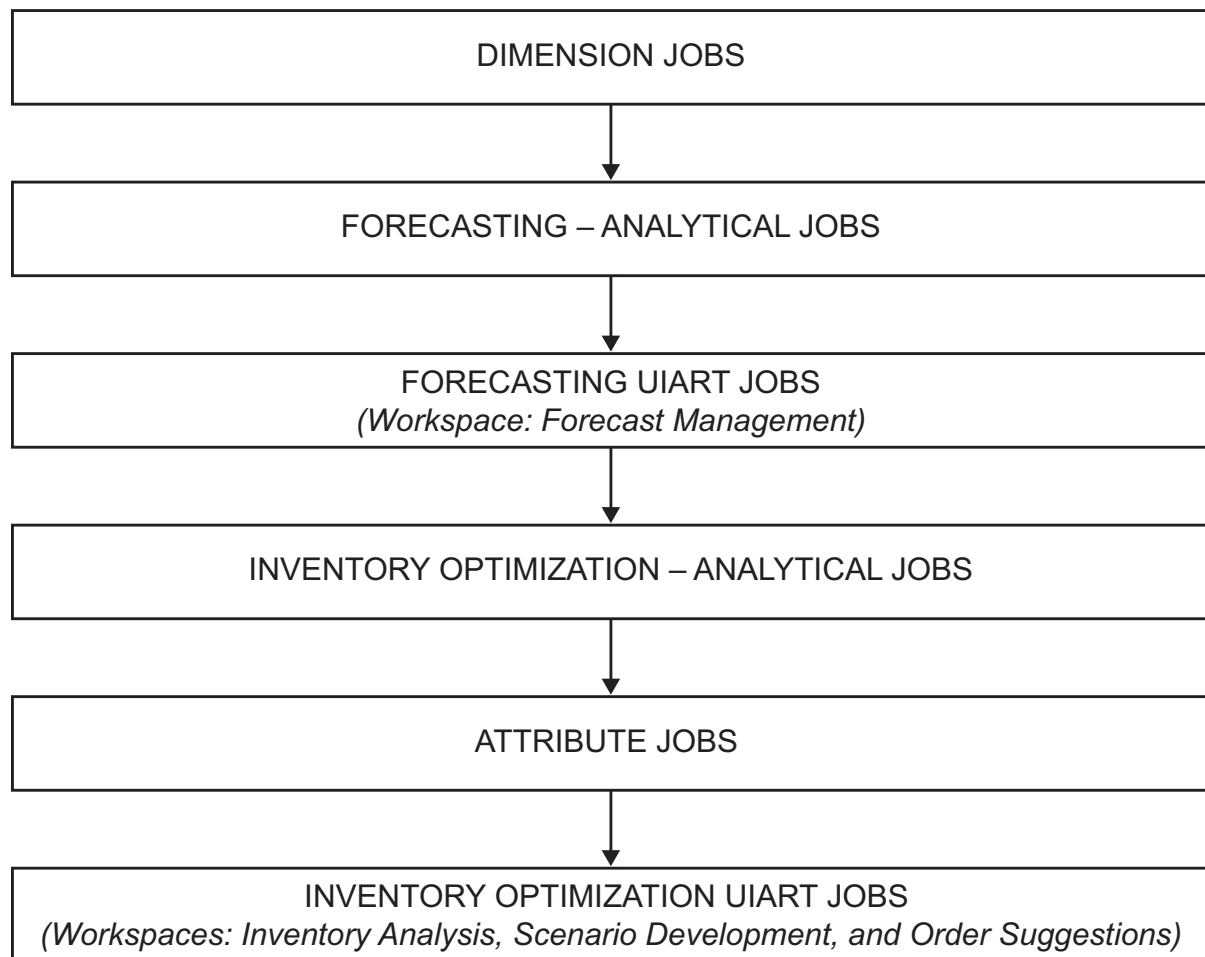 DIMENSION JOBS
FORECASTING – ANALYTICAL JOBS
FORECASTING UIART JOBS
(Workspace: Forecast Management)
INVENTORY OPTIMIZATION – ANALYTICAL JOBS
ATTRIBUTE JOBS
INVENTORY OPTIMIZATION UIART JOBS
(Workspaces: Inventory Analysis, Scenario Development, and Order Suggestions)